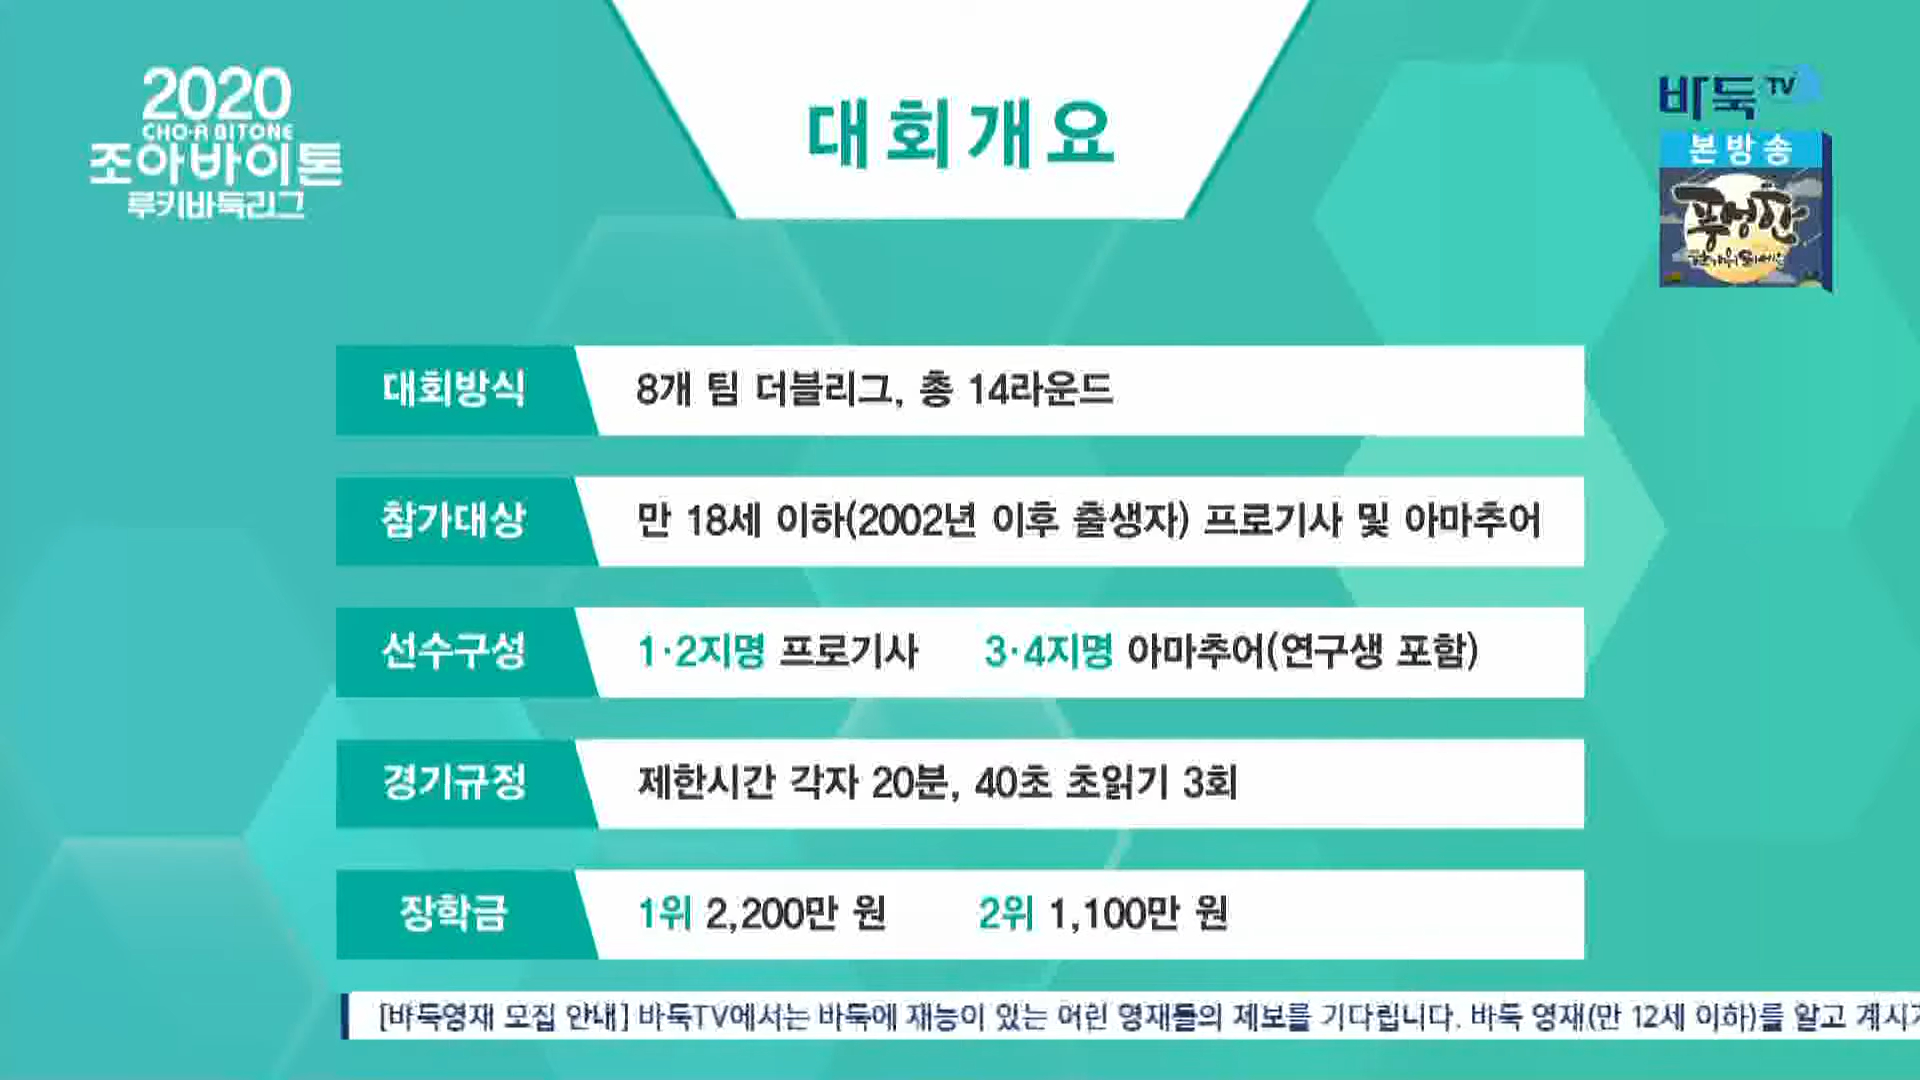 2020
CHO·A BITONE
조아바이톤
루키바둑리그
대회개요
바둑TV
본방송
풍성한
한가위 되세요
대회방식 8개 팀 더블리그, 총 14라운드
참가대상 만 18세 이하(2002년 이후 출생자) 프로기사 및 아마추어
선수구성 1·2지명 프로기사 3·4지명 아마추어(연구생 포함)
경기규정 제한시간 각자 20분, 40초 초읽기 3회
장학금 1위 2,200만 원 2위 1,100만 원
[바둑영재 모집 안내] 바둑TV에서는 바둑에 재능이 있는 어린 영재들의 제보를 기다립니다. 바둑 영재(만 12세 이하)를 알고 계시